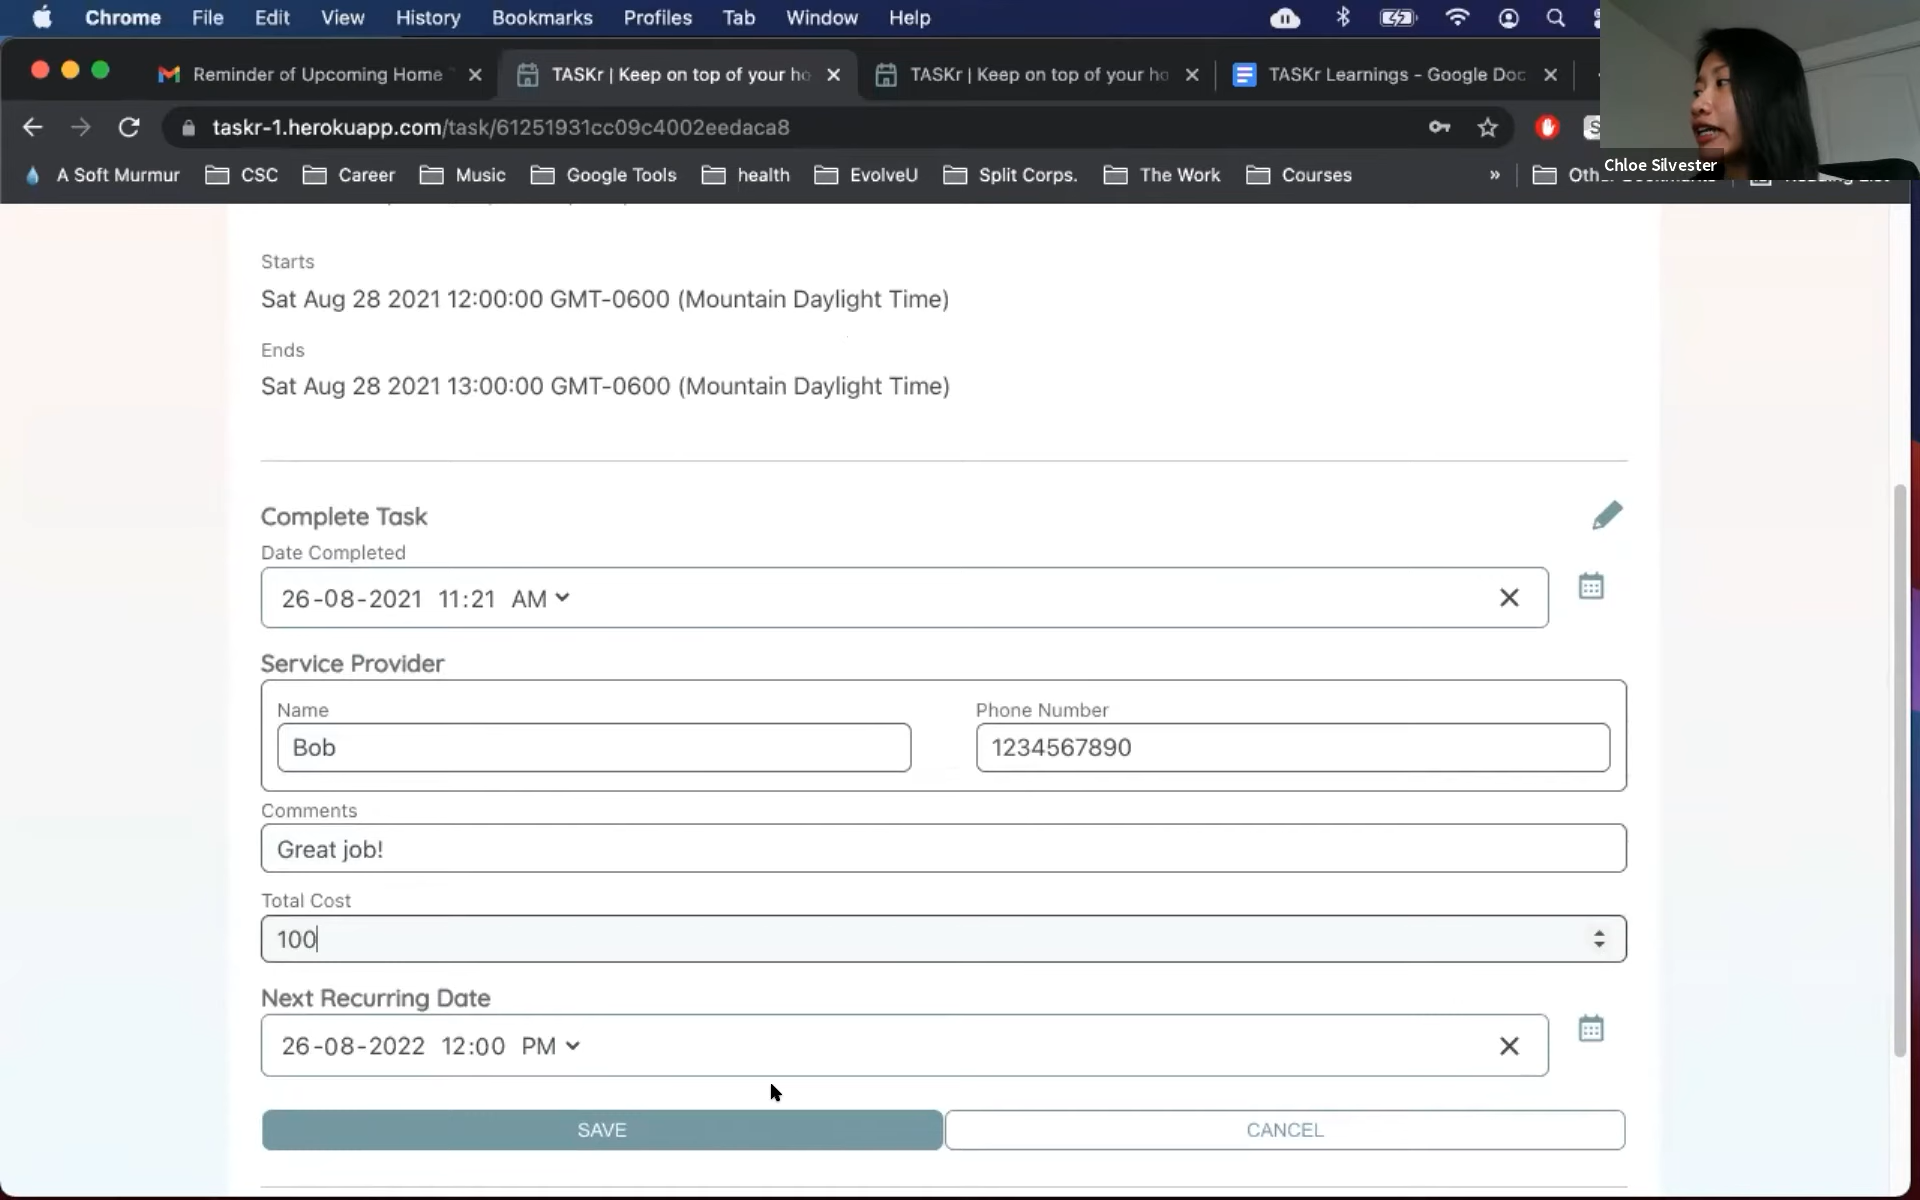 Chrome File Edit View History Bookmarks Profiles Tab Window Help
Reminder of Upcoming Home
TASKr | Keep on top of your ho
TASKr | Keep on top of your ho
TASKr Learnings - Google Doc
taskr-1.herokuapp.com/task/61251931cc09c4002eedaca8
Chloe Silvester
A Soft Murmur CSC Career Music Google Tools health EvolveU Split Corps. The Work Courses »
Starts
Sat Aug 28 2021 12:00:00 GMT-0600 (Mountain Daylight Time)
Ends
Sat Aug 28 2021 13:00:00 GMT-0600 (Mountain Daylight Time)
Complete Task
Date Completed
26-08-2021 11:21 AM
Service Provider
Name
Phone Number
Bob
1234567890
Comments
Great job!
Total Cost
100
Next Recurring Date
26-08-2022 12:00 PM
SAVE
CANCEL